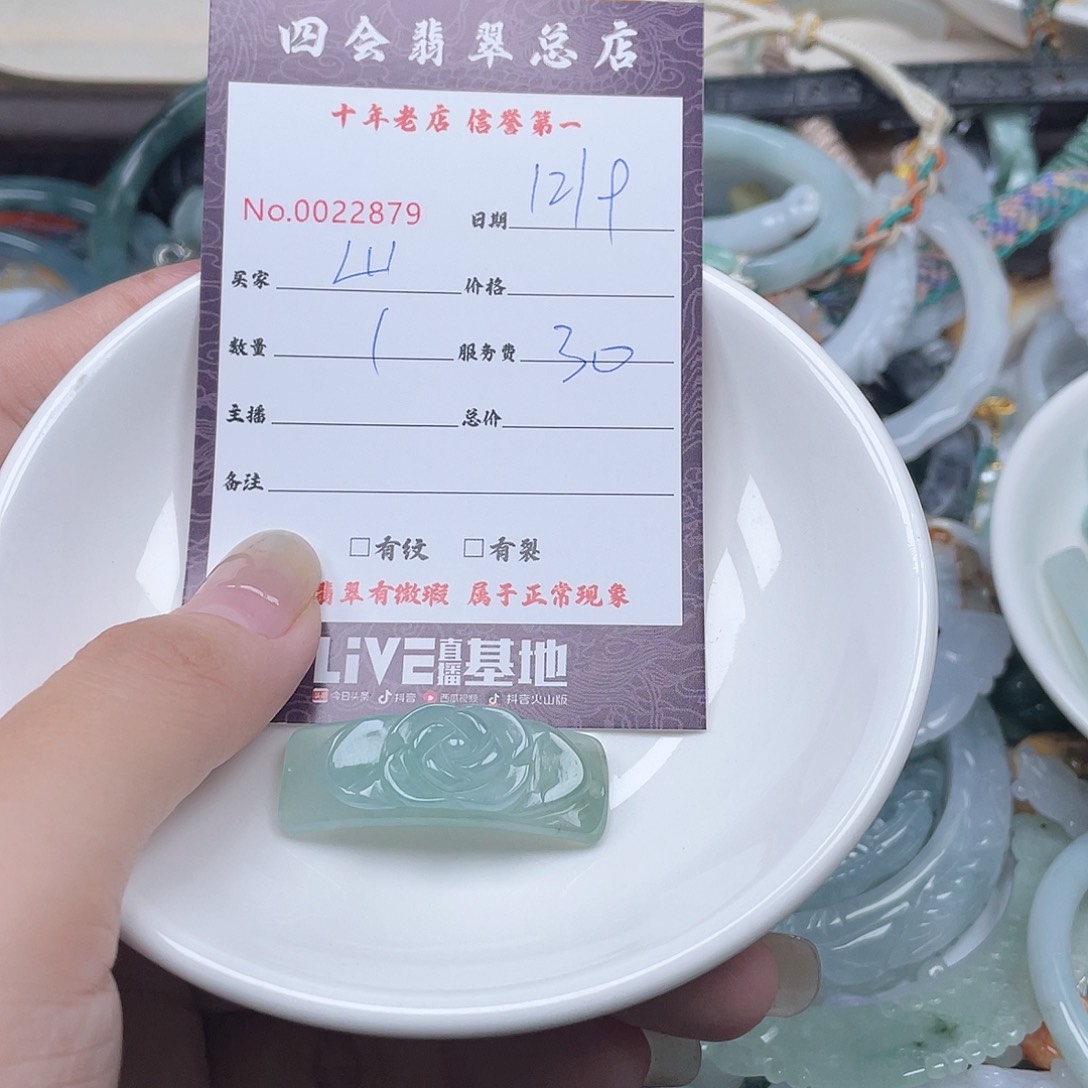 四会翡翠总店
十年老店 信誉第一
No.0022879 日期 12/9
买家 山 价格
数量 1 服务费 30
主播 总价
备注
□有纹 □有裂
翡翠有微瑕 属于正常现象
LiVE直播基地
今日头条 抖音 西瓜视频 抖音火山版